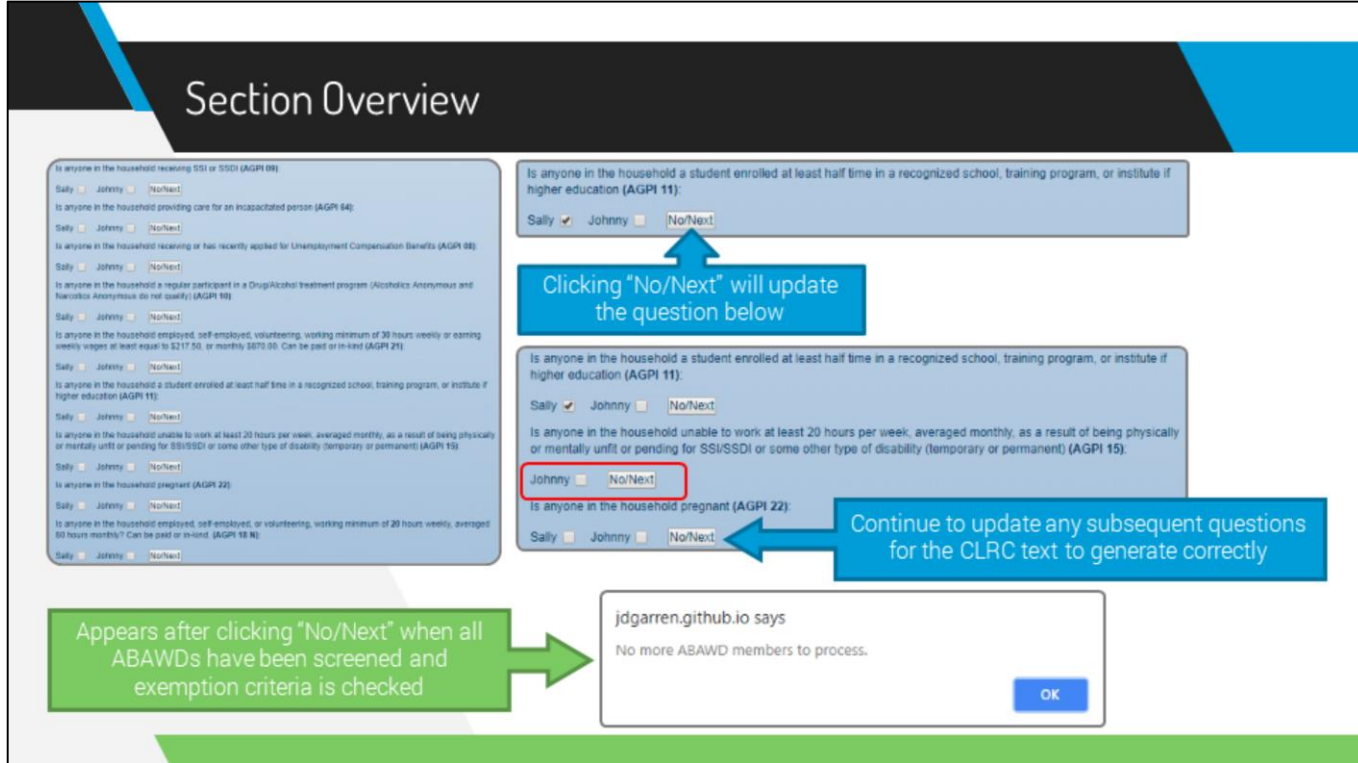 Section Overview
Is anyone in the household receiving SSI or SSDI (AGPI 09):
Sally Johnny No/Next
Is anyone in the household providing care for an incapacitated person (AGPI 64):
Sally Johnny No/Next
Is anyone in the household receiving or has recently applied for Unemployment Compensation Benefits (AGPI 08):
Sally Johnny No/Next
Is anyone in the household a regular participant in a Drug/Alcohol treatment program (Alcoholics Anonymous and
Narcotics Anonymous do not qualify) (AGPI 10):
Sally Johnny No/Next
Is anyone in the household employed, self-employed, volunteering, working minimum of 30 hours weekly or earning
weekly wages at least equal to $217.50, or monthly $870.00. Can be paid or in-kind (AGPI 21):
Sally Johnny No/Next
Is anyone in the household a student enrolled at least half time in a recognized school, training program, or institute if
higher education (AGPI 11):
Sally Johnny No/Next
Is anyone in the household unable to work at least 20 hours per week, averaged monthly, as a result of being physically
or mentally unfit or pending for SSI/SSDI or some other type of disability (temporary or permanent) (AGPI 15):
Sally Johnny No/Next
Is anyone in the household pregnant (AGPI 22):
Sally Johnny No/Next
Is anyone in the household employed, self-employed, or volunteering, working minimum of 20 hours weekly, averaged
80 hours monthly? Can be paid or in-kind. (AGPI 18 N):
Sally Johnny No/Next
Is anyone in the household a student enrolled at least half time in a recognized school, training program, or institute if
higher education (AGPI 11):
Sally Johnny No/Next
Clicking “No/Next” will update
the question below
Is anyone in the household a student enrolled at least half time in a recognized school, training program, or institute if
higher education (AGPI 11):
Sally Johnny No/Next
Is anyone in the household unable to work at least 20 hours per week, averaged monthly, as a result of being physically
or mentally unfit or pending for SSI/SSDI or some other type of disability (temporary or permanent) (AGPI 15):
Johnny No/Next
Is anyone in the household pregnant (AGPI 22):
Sally Johnny No/Next
Continue to update any subsequent questions
for the CLRC text to generate correctly
Appears after clicking “No/Next” when all
ABAWDs have been screened and
exemption criteria is checked
jdgarren.github.io says
No more ABAWD members to process.
OK